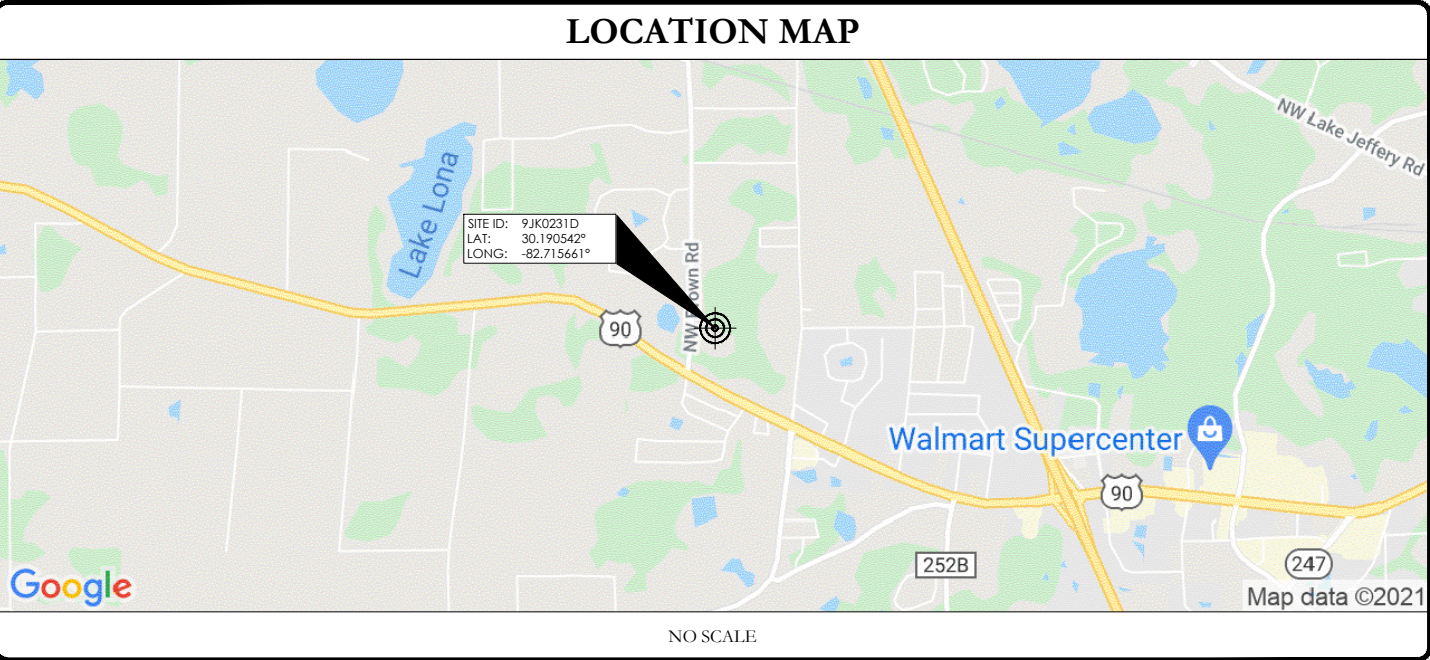 LOCATION MAP
NW Lake Jeffery Rd
Lake Lona
SITE ID: 9JK0231D
LAT: 30.190542°
LONG: -82.715661°
NW Brown Rd
90
Walmart Supercenter
90
252B
247
Google
Map data ©2021
NO SCALE